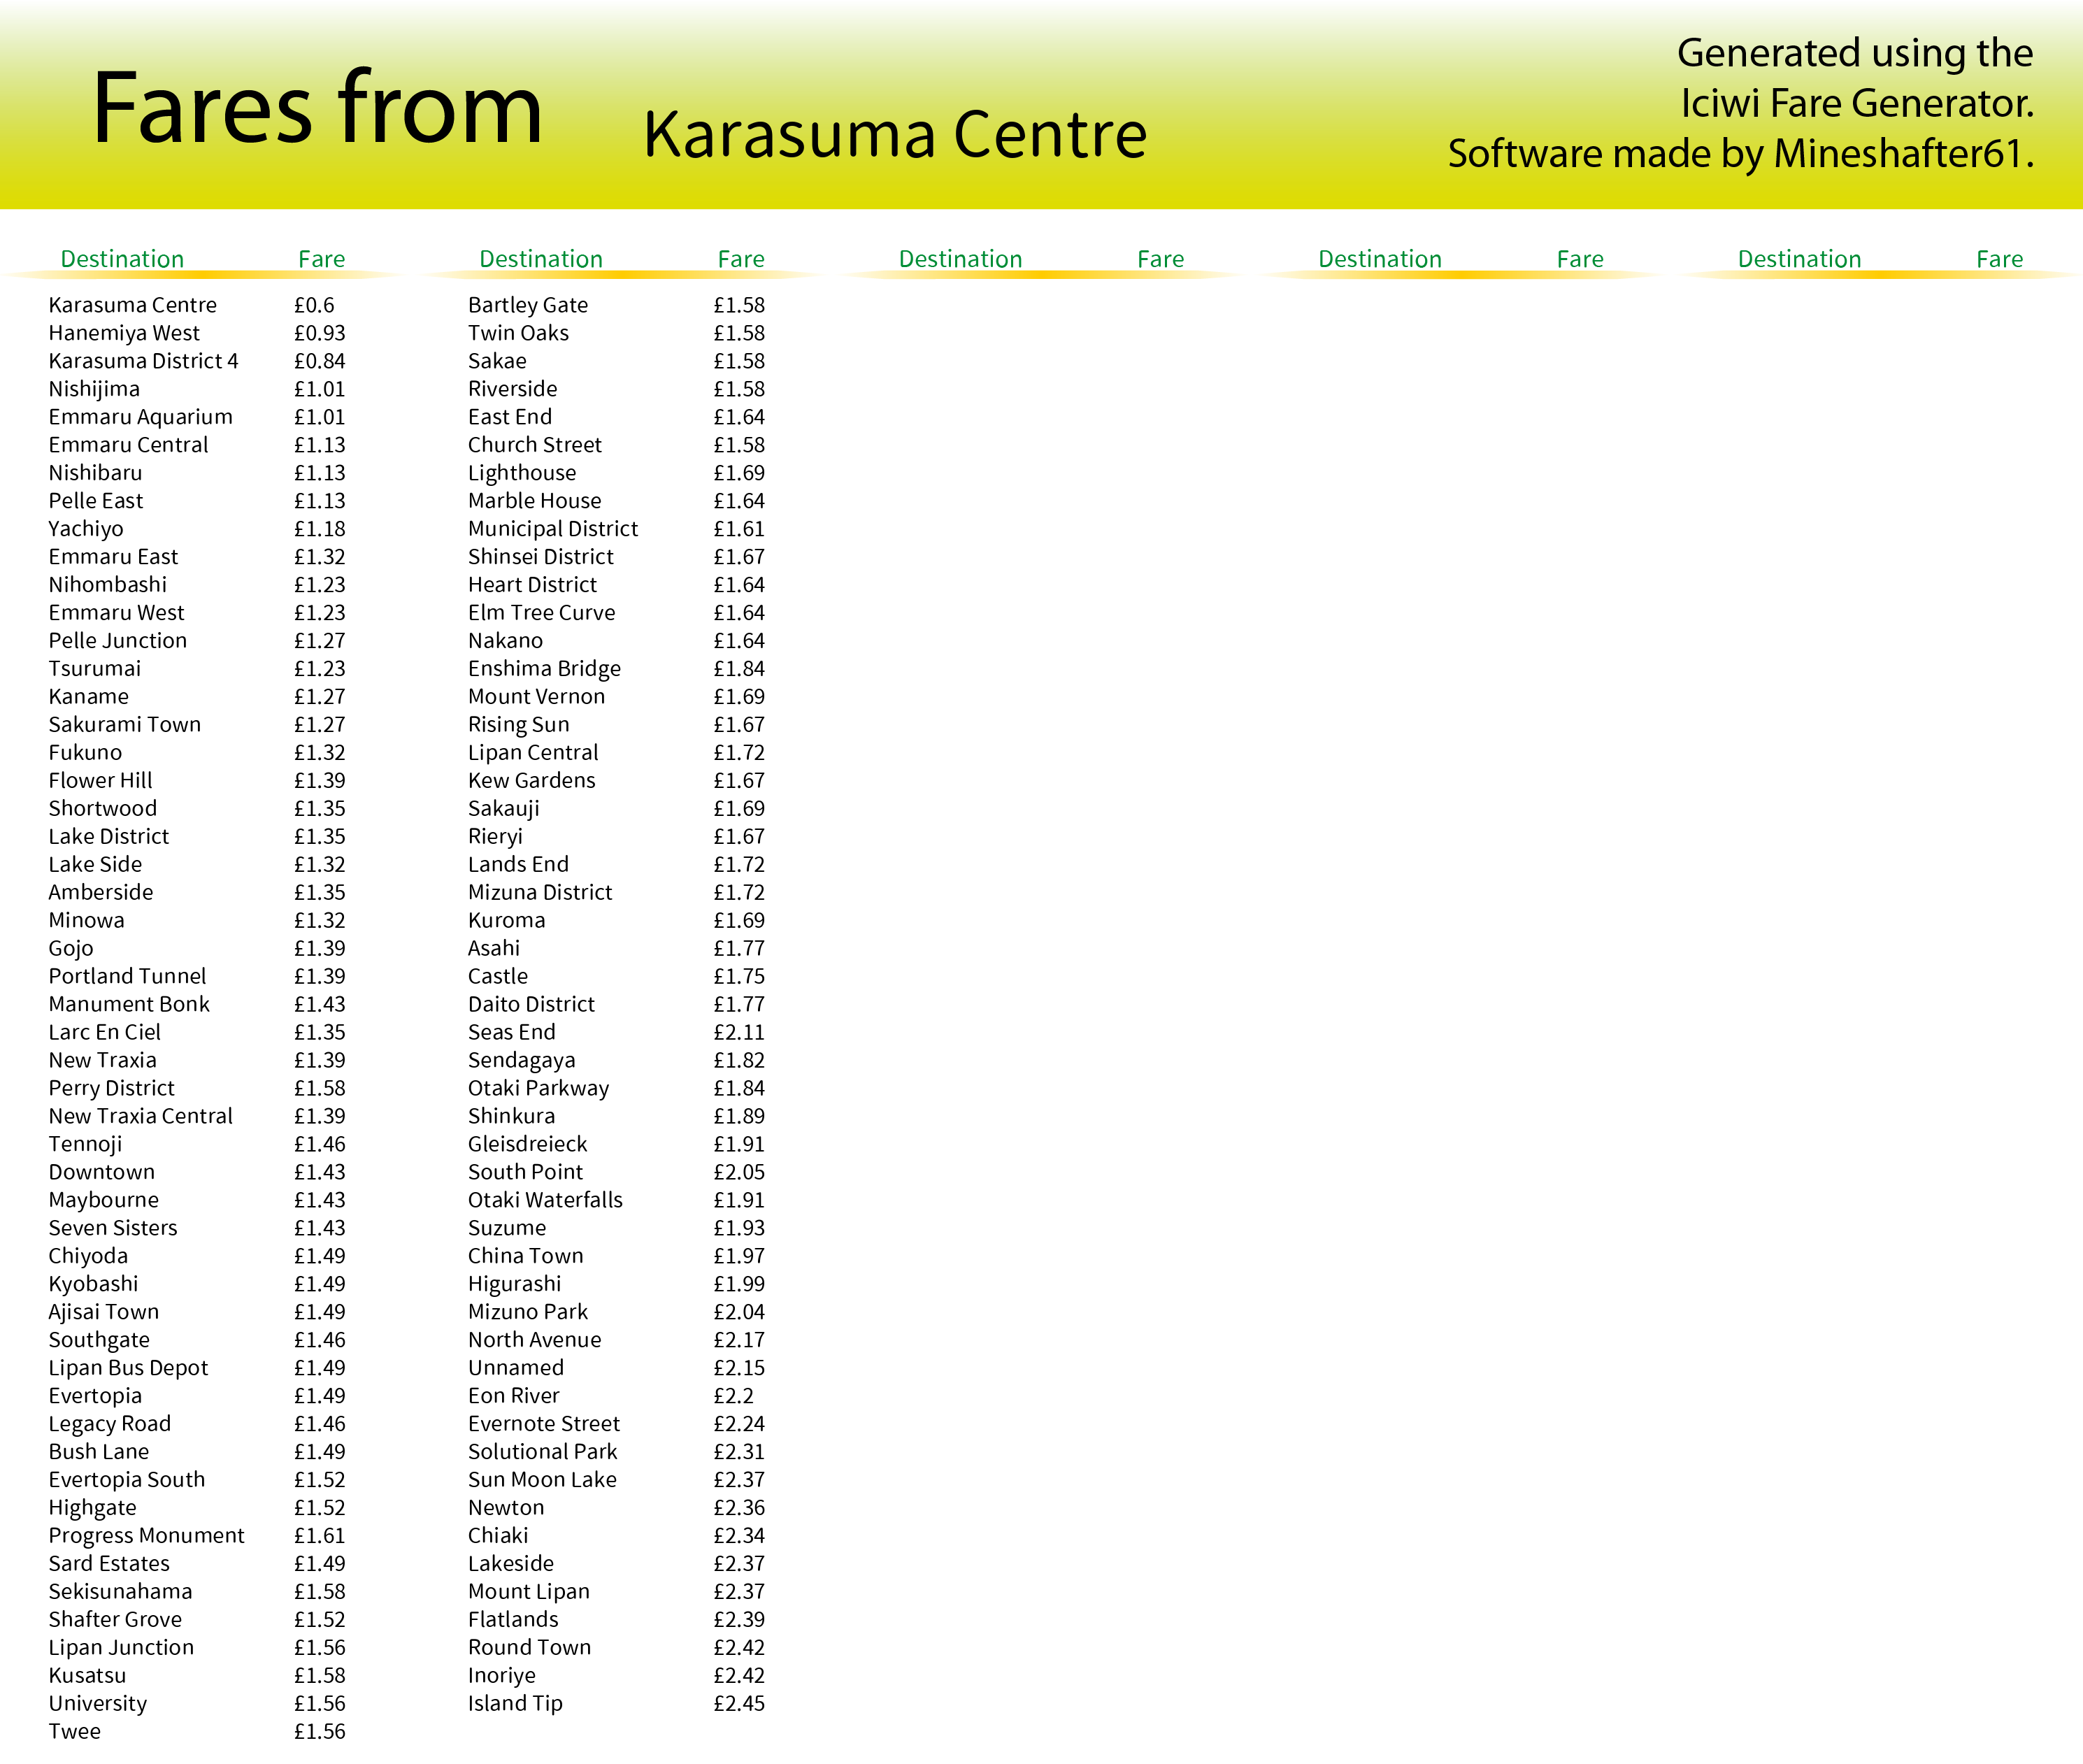 Fares from
Karasuma Centre
Generated using the
Iciwi Fare Generator.
Software made by Mineshafter61.
Destination Fare Destination Fare Destination Fare Destination Fare Destination Fare
Karasuma Centre £0.6
Hanemiya West £0.93
Karasuma District 4 £0.84
Nishijima £1.01
Emmaru Aquarium £1.01
Emmaru Central £1.13
Nishibaru £1.13
Pelle East £1.13
Yachiyo £1.18
Emmaru East £1.32
Nihombashi £1.23
Emmaru West £1.23
Pelle Junction £1.27
Tsurumai £1.23
Kaname £1.27
Sakurami Town £1.27
Fukuno £1.32
Flower Hill £1.39
Shortwood £1.35
Lake District £1.35
Lake Side £1.32
Amberside £1.35
Minowa £1.32
Gojo £1.39
Portland Tunnel £1.39
Manument Bonk £1.43
Larc En Ciel £1.35
New Traxia £1.39
Perry District £1.58
New Traxia Central £1.39
Tennoji £1.46
Downtown £1.43
Maybourne £1.43
Seven Sisters £1.43
Chiyoda £1.49
Kyobashi £1.49
Ajisai Town £1.49
Southgate £1.46
Lipan Bus Depot £1.49
Evertopia £1.49
Legacy Road £1.46
Bush Lane £1.49
Evertopia South £1.52
Highgate £1.52
Progress Monument £1.61
Sard Estates £1.49
Sekisunahama £1.58
Shafter Grove £1.52
Lipan Junction £1.56
Kusatsu £1.58
University £1.56
Twee £1.56
Bartley Gate £1.58
Twin Oaks £1.58
Sakae £1.58
Riverside £1.58
East End £1.64
Church Street £1.58
Lighthouse £1.69
Marble House £1.64
Municipal District £1.61
Shinsei District £1.67
Heart District £1.64
Elm Tree Curve £1.64
Nakano £1.64
Enshima Bridge £1.84
Mount Vernon £1.69
Rising Sun £1.67
Lipan Central £1.72
Kew Gardens £1.67
Sakauji £1.69
Rieryi £1.67
Lands End £1.72
Mizuna District £1.72
Kuroma £1.69
Asahi £1.77
Castle £1.75
Daito District £1.77
Seas End £2.11
Sendagaya £1.82
Otaki Parkway £1.84
Shinkura £1.89
Gleisdreieck £1.91
South Point £2.05
Otaki Waterfalls £1.91
Suzume £1.93
China Town £1.97
Higurashi £1.99
Mizuno Park £2.04
North Avenue £2.17
Unnamed £2.15
Eon River £2.2
Evernote Street £2.24
Solutional Park £2.31
Sun Moon Lake £2.37
Newton £2.36
Chiaki £2.34
Lakeside £2.37
Mount Lipan £2.37
Flatlands £2.39
Round Town £2.42
Inoriye £2.42
Island Tip £2.45